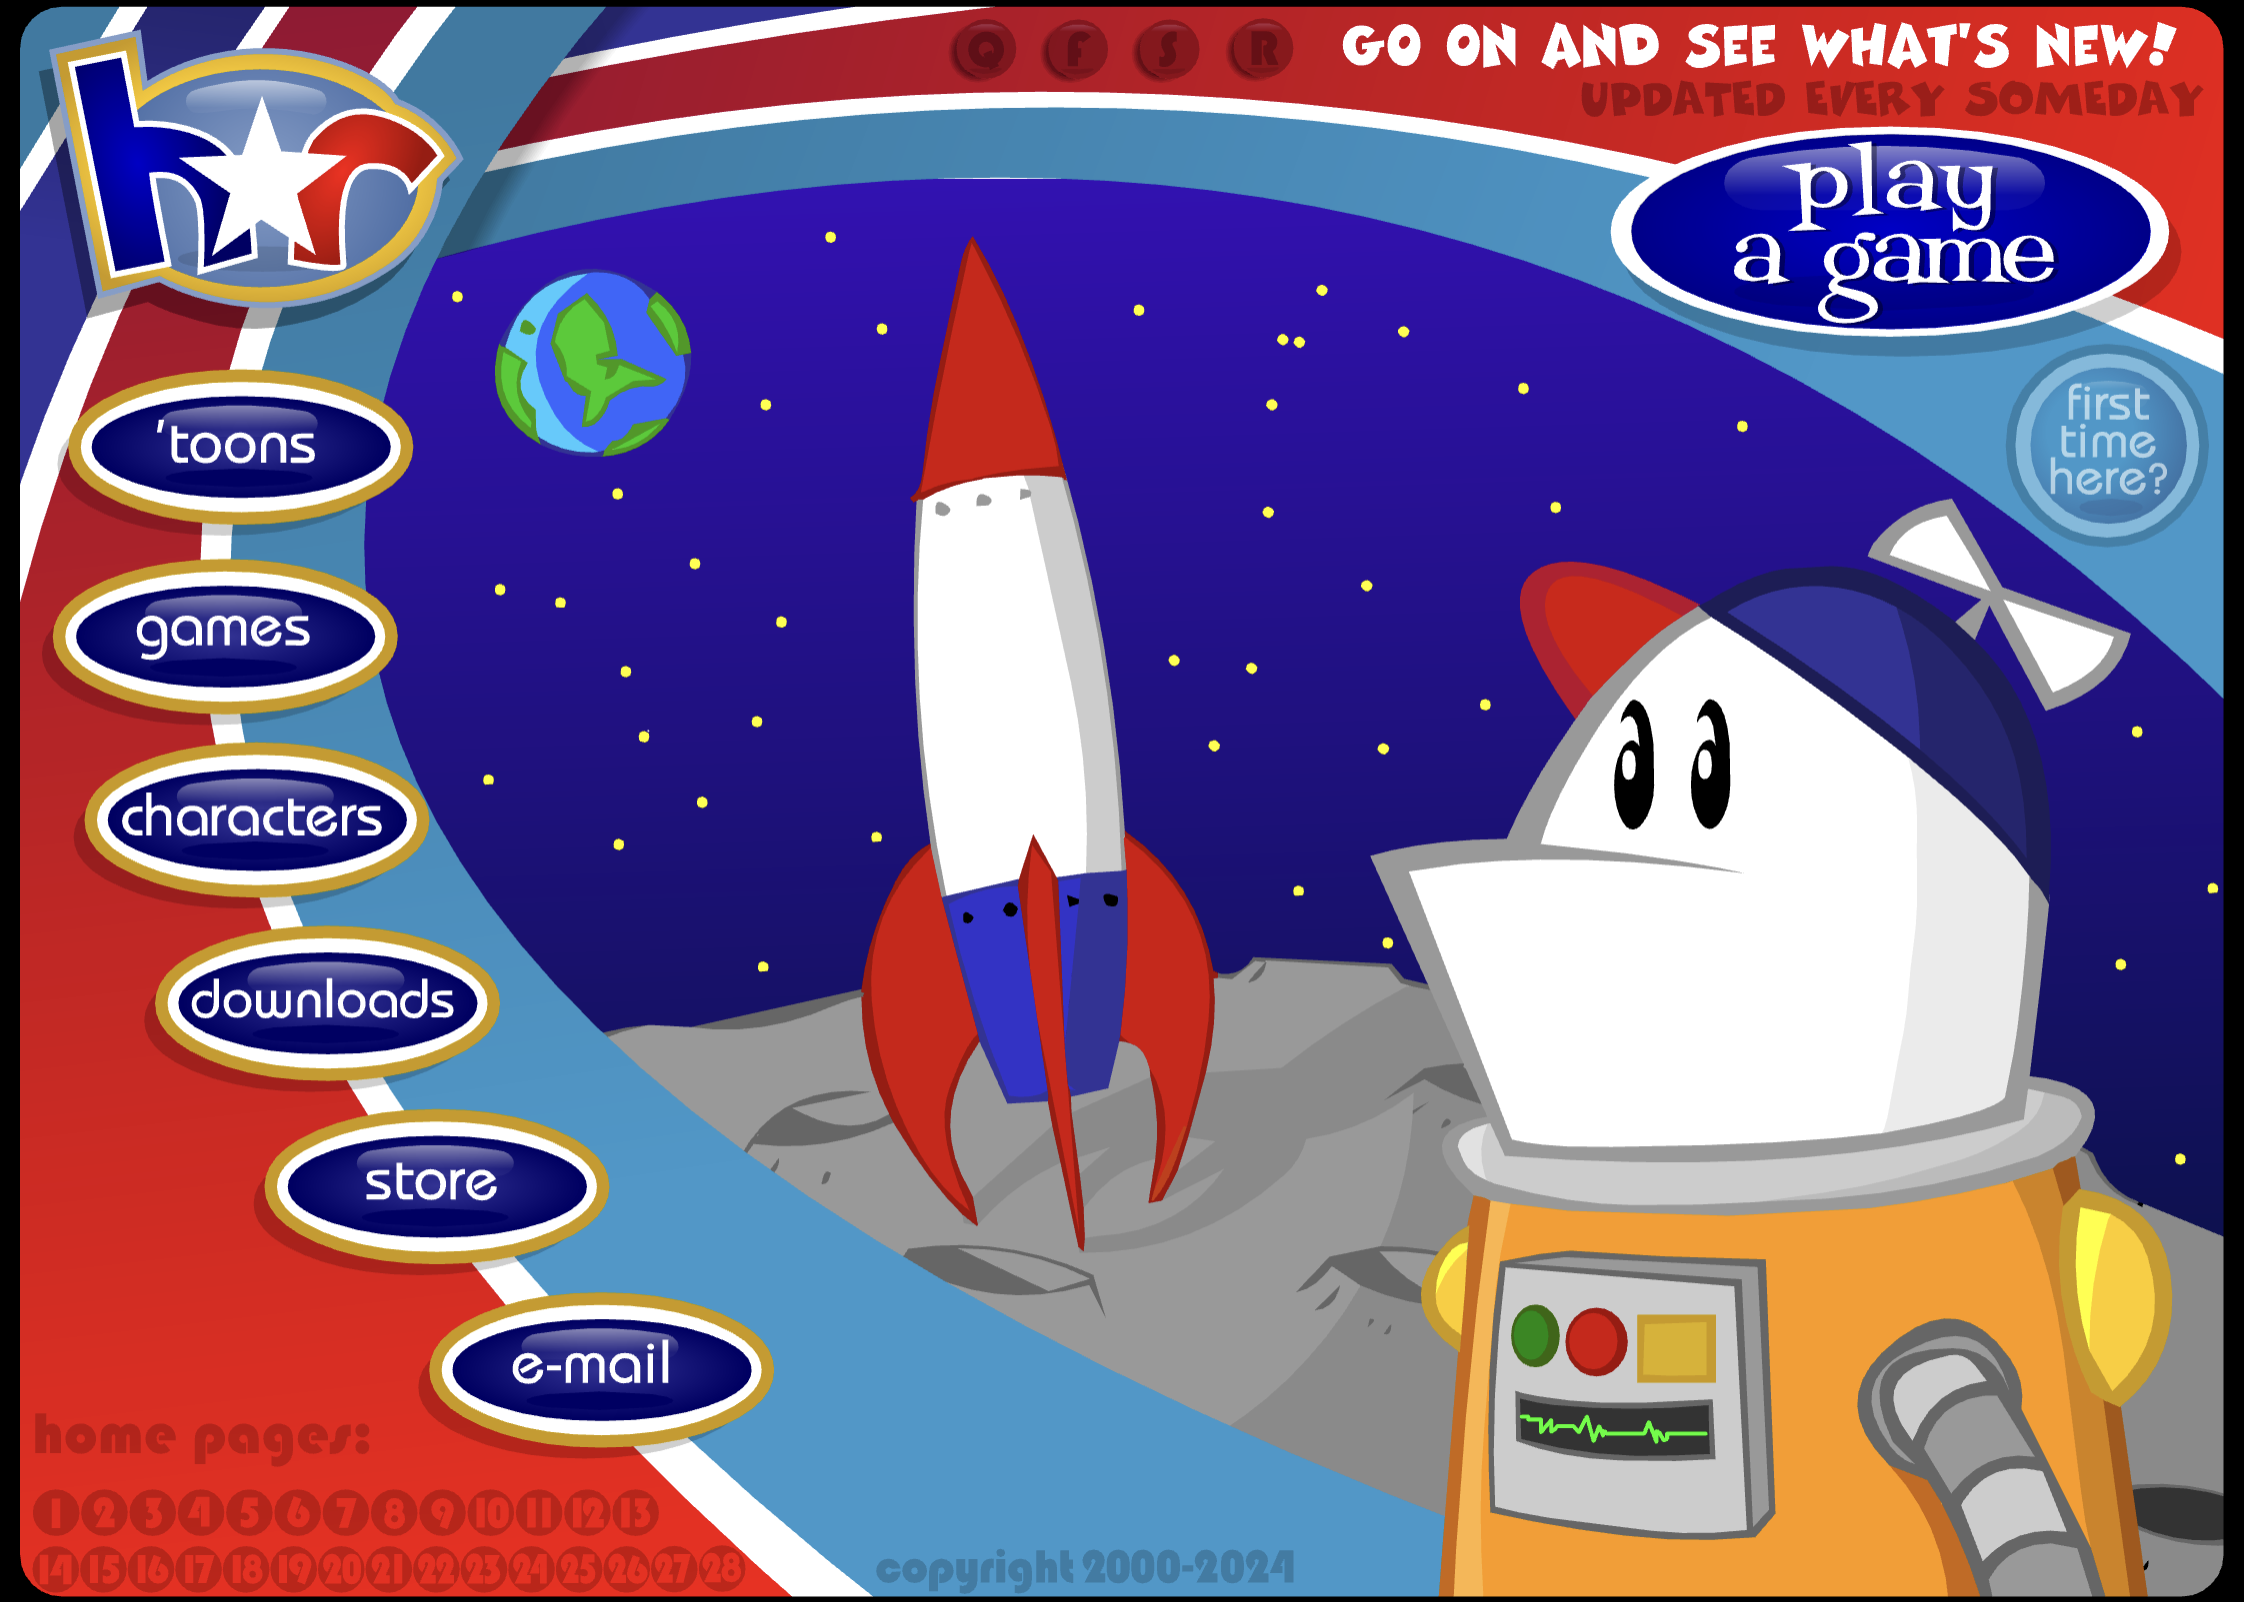 hr
Q F S R
GO ON AND SEE WHAT'S NEW!
UPDATED EVERY SOMEDAY
play
a game
first
time
here?
'toons
games
characters
downloads
store
e-mail
home pages:
1 2 3 4 5 6 7 8 9 10 11 12 13
14 15 16 17 18 19 20 21 22 23 24 25 26 27 28
copyright 2000-2024